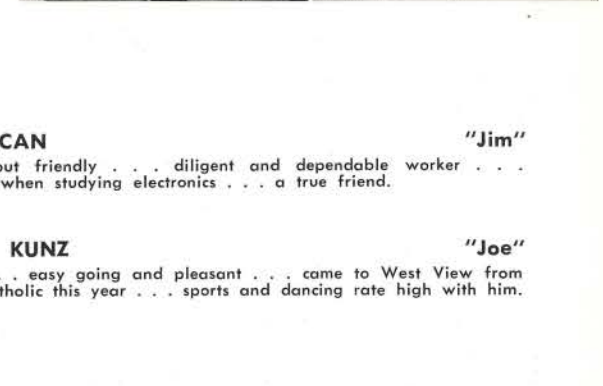 CAN "Jim"
out friendly . . . diligent and dependable worker . . .
when studying electronics . . . a true friend.
KUNZ "Joe"
. . easy going and pleasant . . . came to West View from
tholic this year . . . sports and dancing rate high with him.